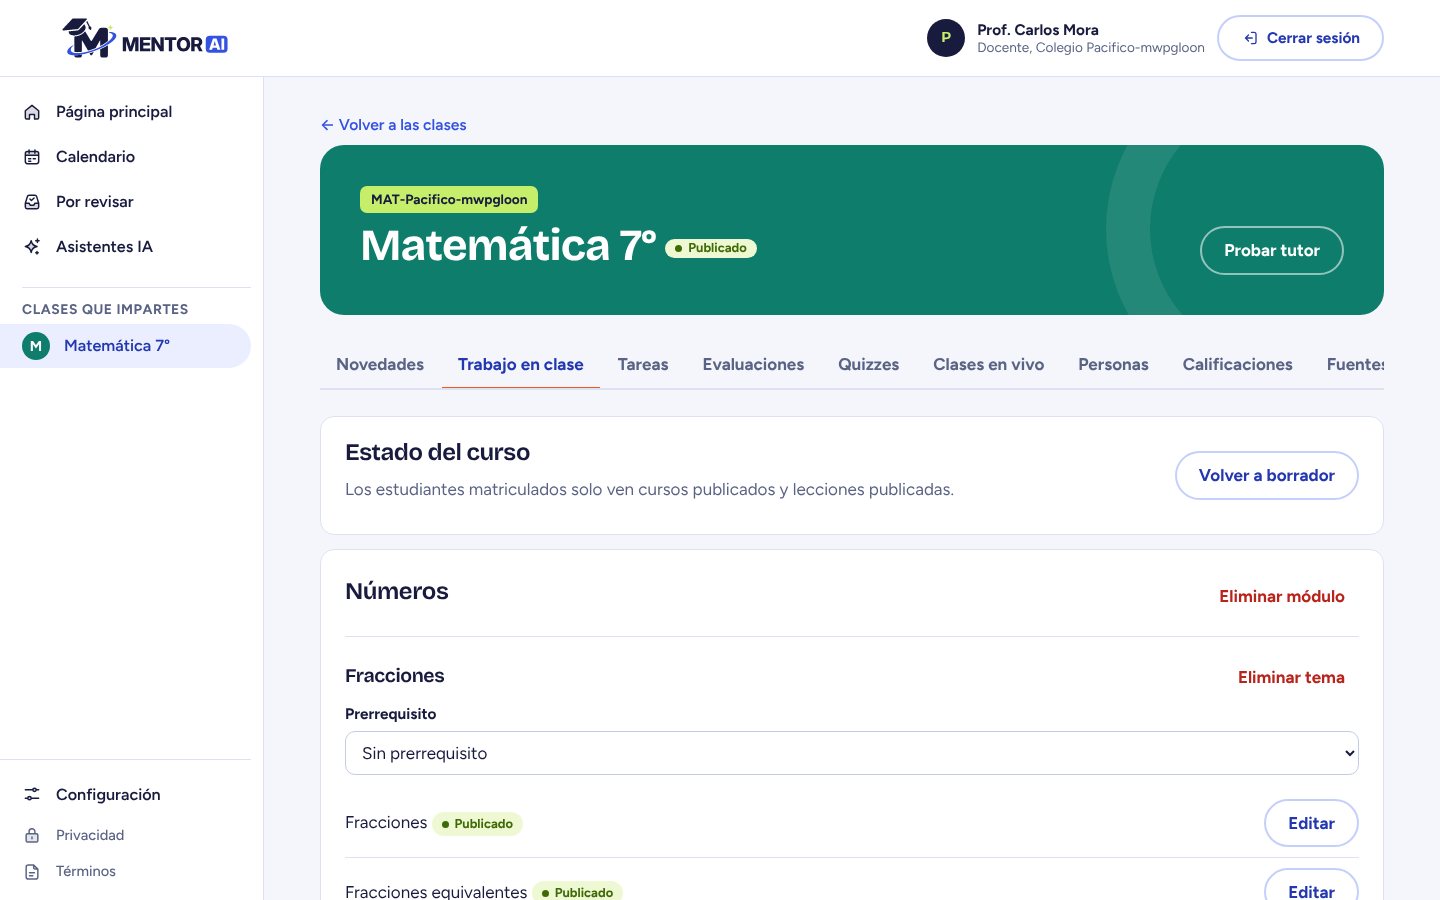 MENTOR AI
P
Prof. Carlos Mora
Docente, Colegio Pacifico-mwpgloon
Cerrar sesión
Página principal
Calendario
Por revisar
Asistentes IA
CLASES QUE IMPARTES
M Matemática 7°
Configuración
Privacidad
Términos
← Volver a las clases
MAT-Pacifico-mwpgloon
Matemática 7° Publicado
Probar tutor
Novedades Trabajo en clase Tareas Evaluaciones Quizzes Clases en vivo Personas Calificaciones Fuentes
Estado del curso
Los estudiantes matriculados solo ven cursos publicados y lecciones publicadas.
Volver a borrador
Números
Eliminar módulo
Fracciones
Eliminar tema
Prerrequisito
Sin prerrequisito
Fracciones Publicado
Editar
Fracciones equivalentes Publicado
Editar